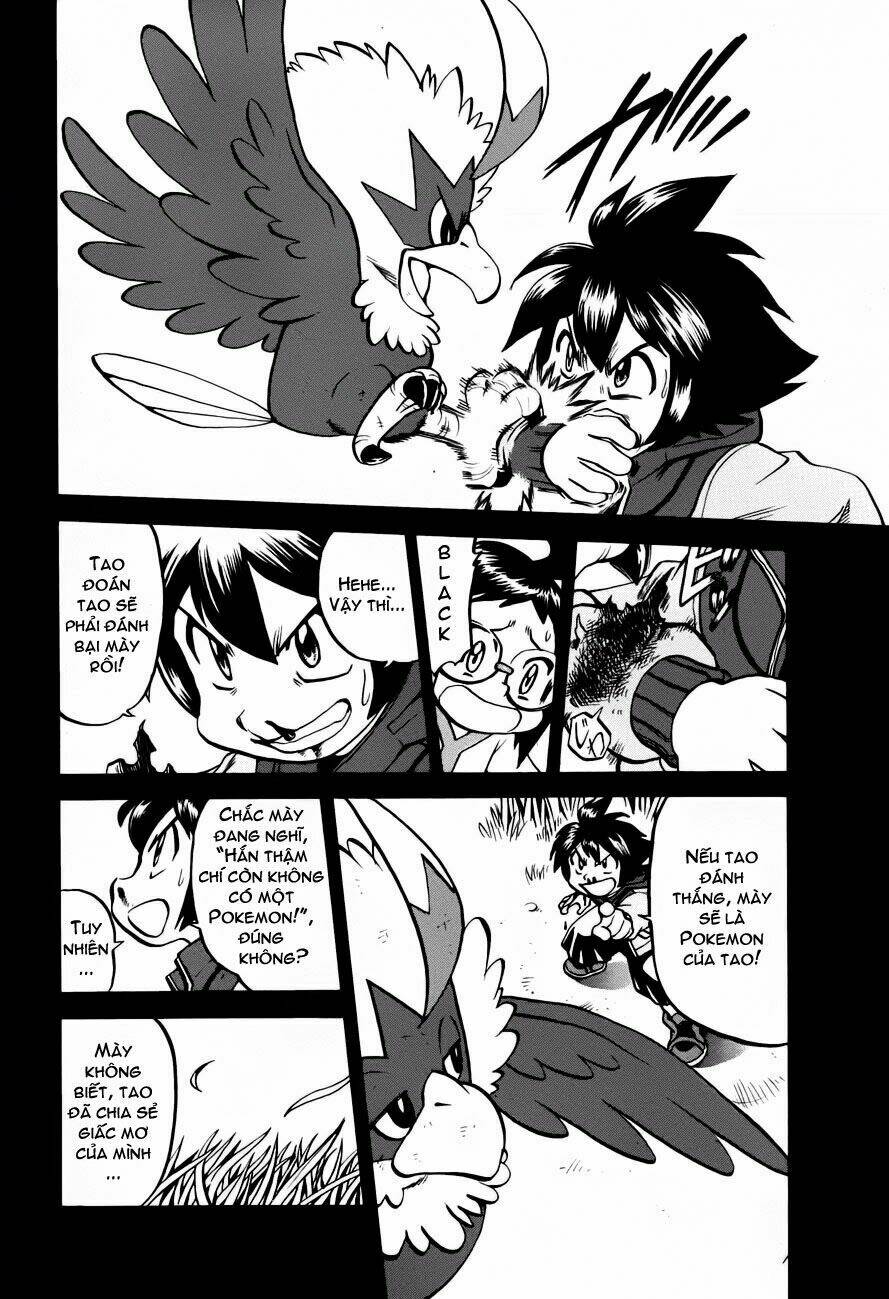 ガッ
BLACK
HEHE...
VẬY THÌ...
TAO
ĐOÁN
TAO SẼ
PHẢI ĐÁNH
BẠI MÀY
RỒI!
NẾU TAO
ĐÁNH
THẮNG, MÀY
SẼ LÀ
POKEMON
CỦA TAO!
CHẮC MÀY
ĐANG NGHĨ,
"HẮN THẬM
CHÍ CÒN KHÔNG
CÓ MỘT
POKEMON!",
ĐÚNG
KHÔNG?
TUY
NHIÊN
...
MÀY
KHÔNG
BIẾT, TAO
ĐÃ CHIA SẺ
GIẤC MƠ
CỦA MÌNH
...